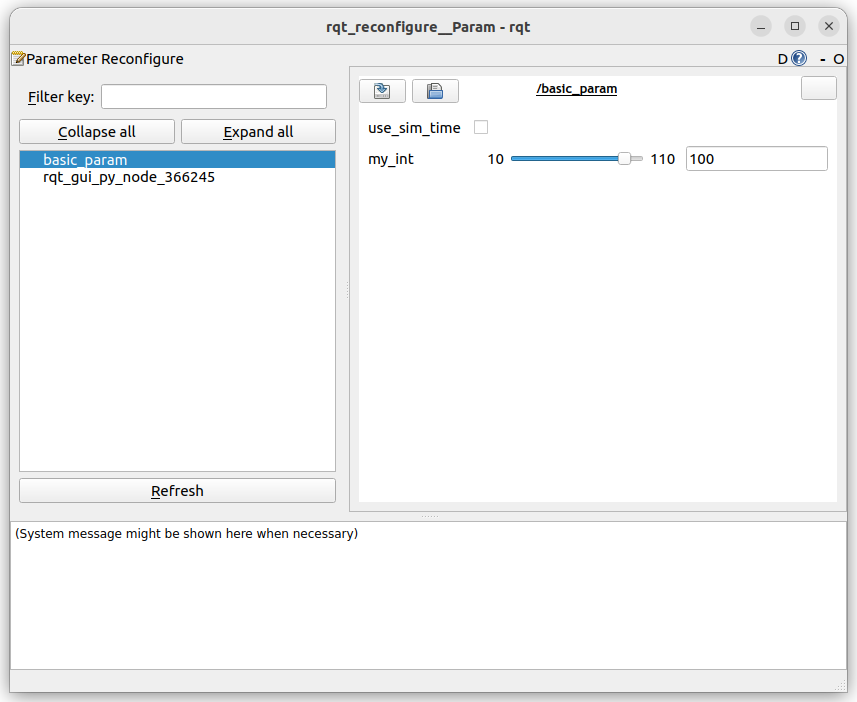 rqt_reconfigure__Param - rqt
Parameter Reconfigure
D ? - O
Filter key:
Collapse all Expand all
basic_param
rqt_gui_py_node_366245
Refresh
/basic_param
use_sim_time
my_int 10 110 100
(System message might be shown here when necessary)